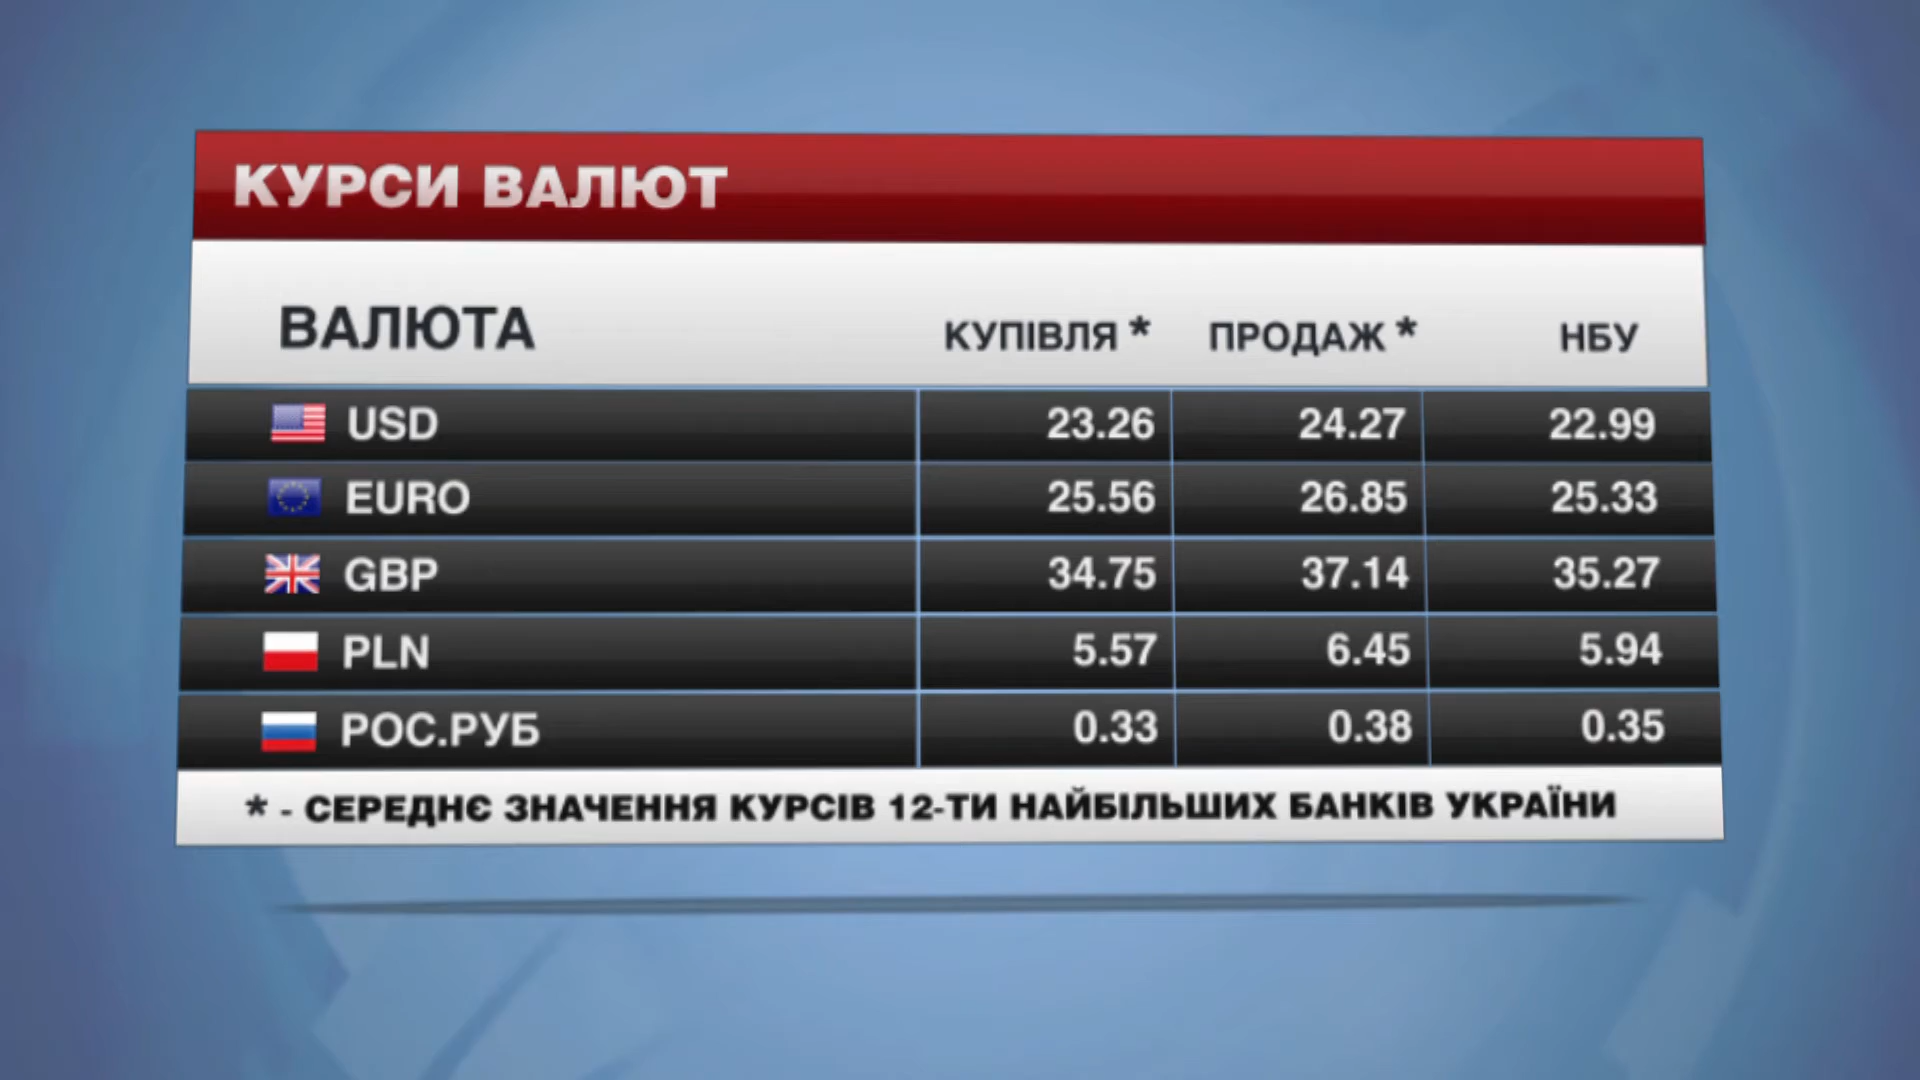 КУРСИ ВАЛЮТ
ВАЛЮТА КУПІВЛЯ * ПРОДАЖ * НБУ
USD 23.26 24.27 22.99
EURO 25.56 26.85 25.33
GBP 34.75 37.14 35.27
PLN 5.57 6.45 5.94
РОС.РУБ 0.33 0.38 0.35
* - СЕРЕДНЄ ЗНАЧЕННЯ КУРСІВ 12-ТИ НАЙБІЛЬШИХ БАНКІВ УКРАЇНИ